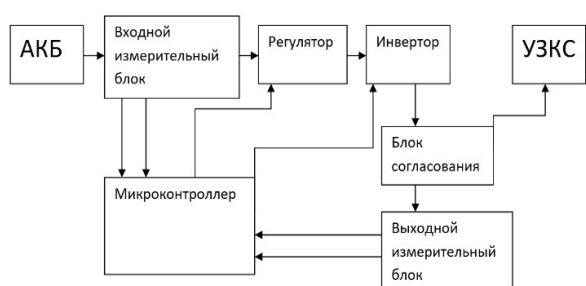 АКБ
Входной
измерительный
блок
Регулятор
Инвертор
УЗКС
Блок
согласования
Микроконтроллер
Выходной
измерительный
блок